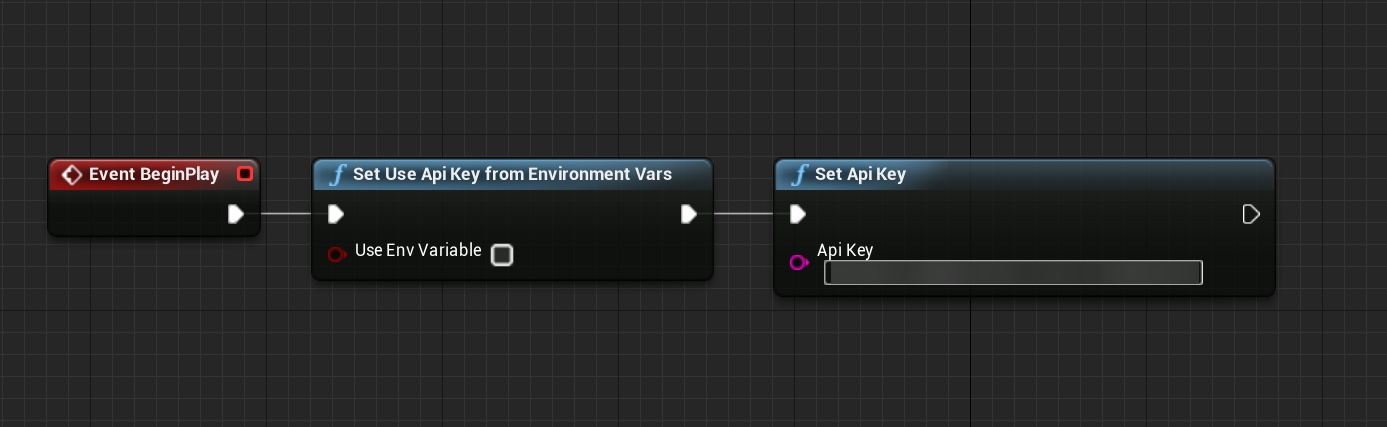 Event BeginPlay
Set Use Api Key from Environment Vars
Use Env Variable
Set Api Key
Api Key